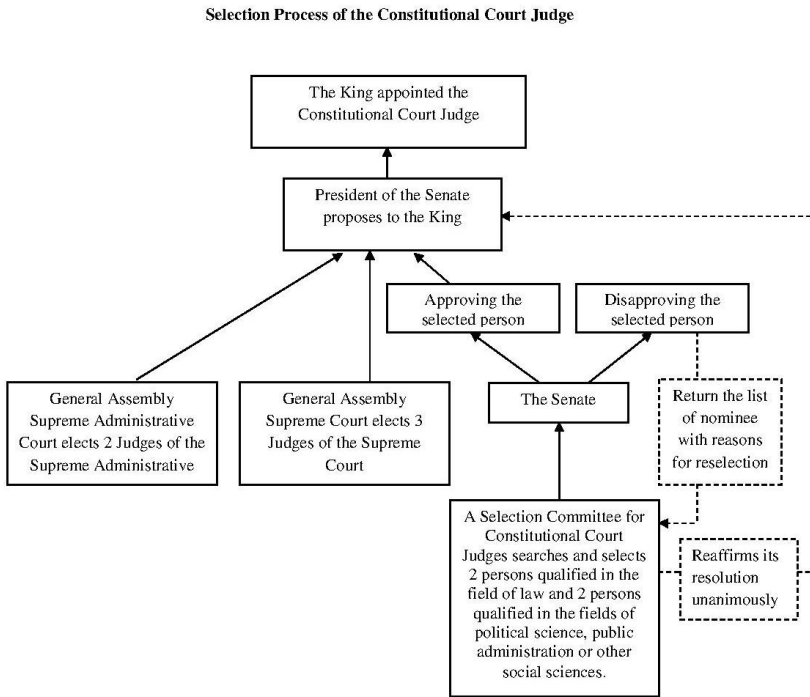 Selection Process of the Constitutional Court Judge
The King appointed the
Constitutional Court Judge
President of the Senate
proposes to the King
Approving the
selected person
Disapproving the
selected person
General Assembly
Supreme Administrative
Court elects 2 Judges of the
Supreme Administrative
General Assembly
Supreme Court elects 3
Judges of the Supreme
Court
The Senate
Return the list
of nominee
with reasons
for reselection
A Selection Committee for
Constitutional Court
Judges searches and selects
2 persons qualified in the
field of law and 2 persons
qualified in the fields of
political science, public
administration or other
social sciences.
Reaffirms its
resolution
unanimously